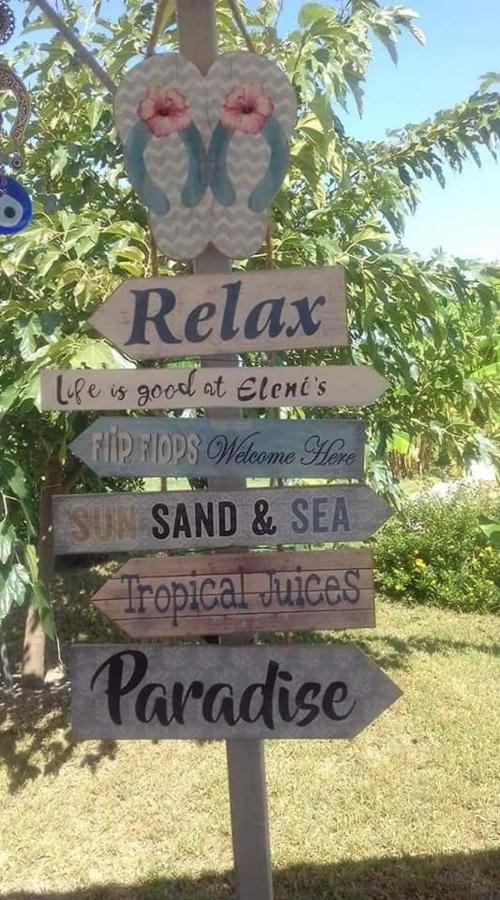 Relax
Life is good at Eleni's
FlIP FlOPS Welcome Here
SUN SAND & SEA
Tropical JuiceS
Paradise